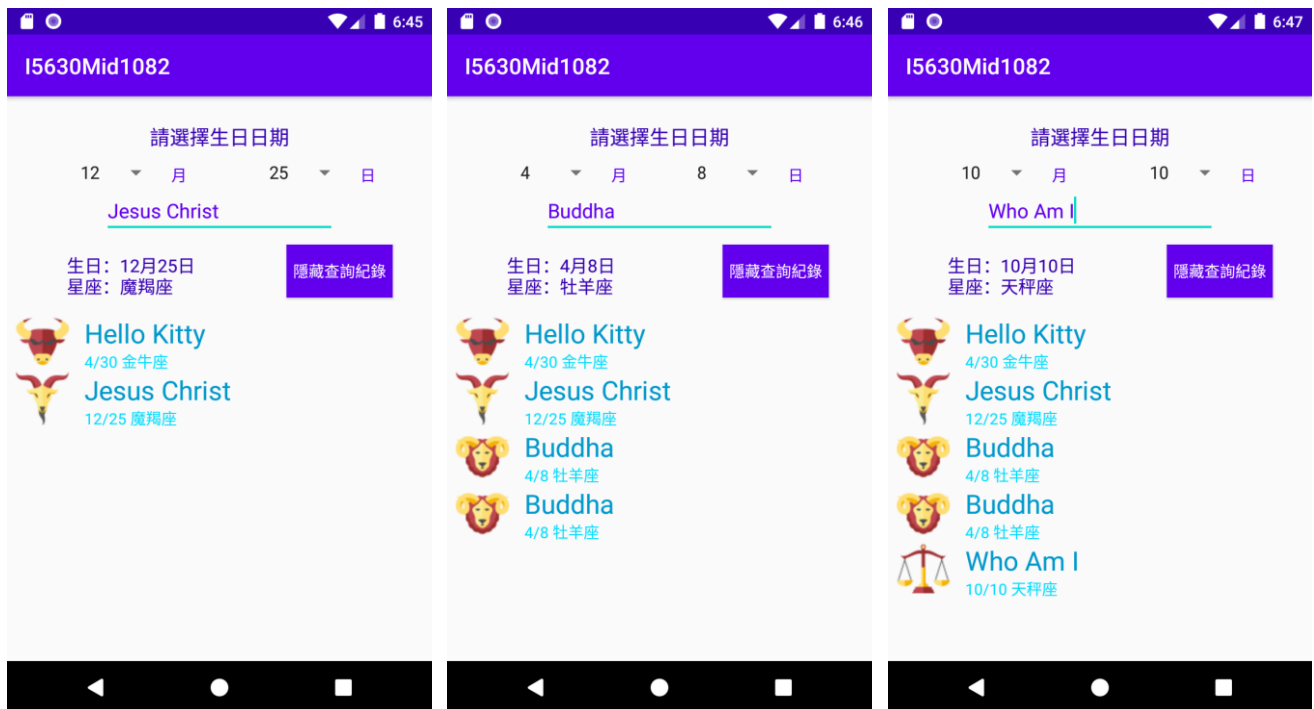 6:45
I5630Mid1082
請選擇生日日期
12 月 25 日
Jesus Christ
生日：12月25日
星座：魔羯座
隱藏查詢紀錄
Hello Kitty
4/30 金牛座
Jesus Christ
12/25 魔羯座
6:46
I5630Mid1082
請選擇生日日期
4 月 8 日
Buddha
生日：4月8日
星座：牡羊座
隱藏查詢紀錄
Hello Kitty
4/30 金牛座
Jesus Christ
12/25 魔羯座
Buddha
4/8 牡羊座
Buddha
4/8 牡羊座
6:47
I5630Mid1082
請選擇生日日期
10 月 10 日
Who Am I
生日：10月10日
星座：天秤座
隱藏查詢紀錄
Hello Kitty
4/30 金牛座
Jesus Christ
12/25 魔羯座
Buddha
4/8 牡羊座
Buddha
4/8 牡羊座
Who Am I
10/10 天秤座